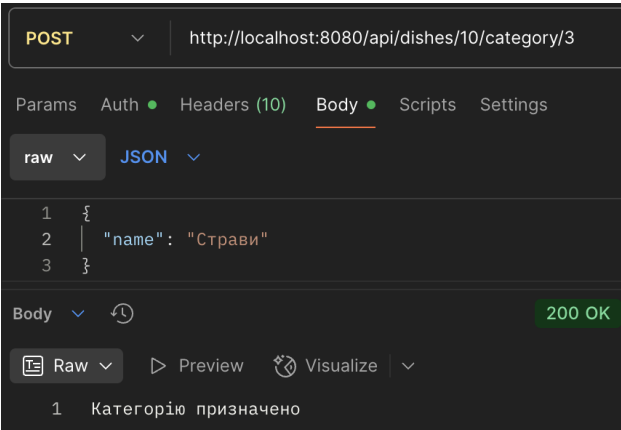 POST http://localhost:8080/api/dishes/10/category/3
Params Auth Headers (10) Body Scripts Settings
raw JSON
1 {
2 "name": "Страви"
3 }
Body 200 OK
Raw Preview Visualize
1 Категорію призначено